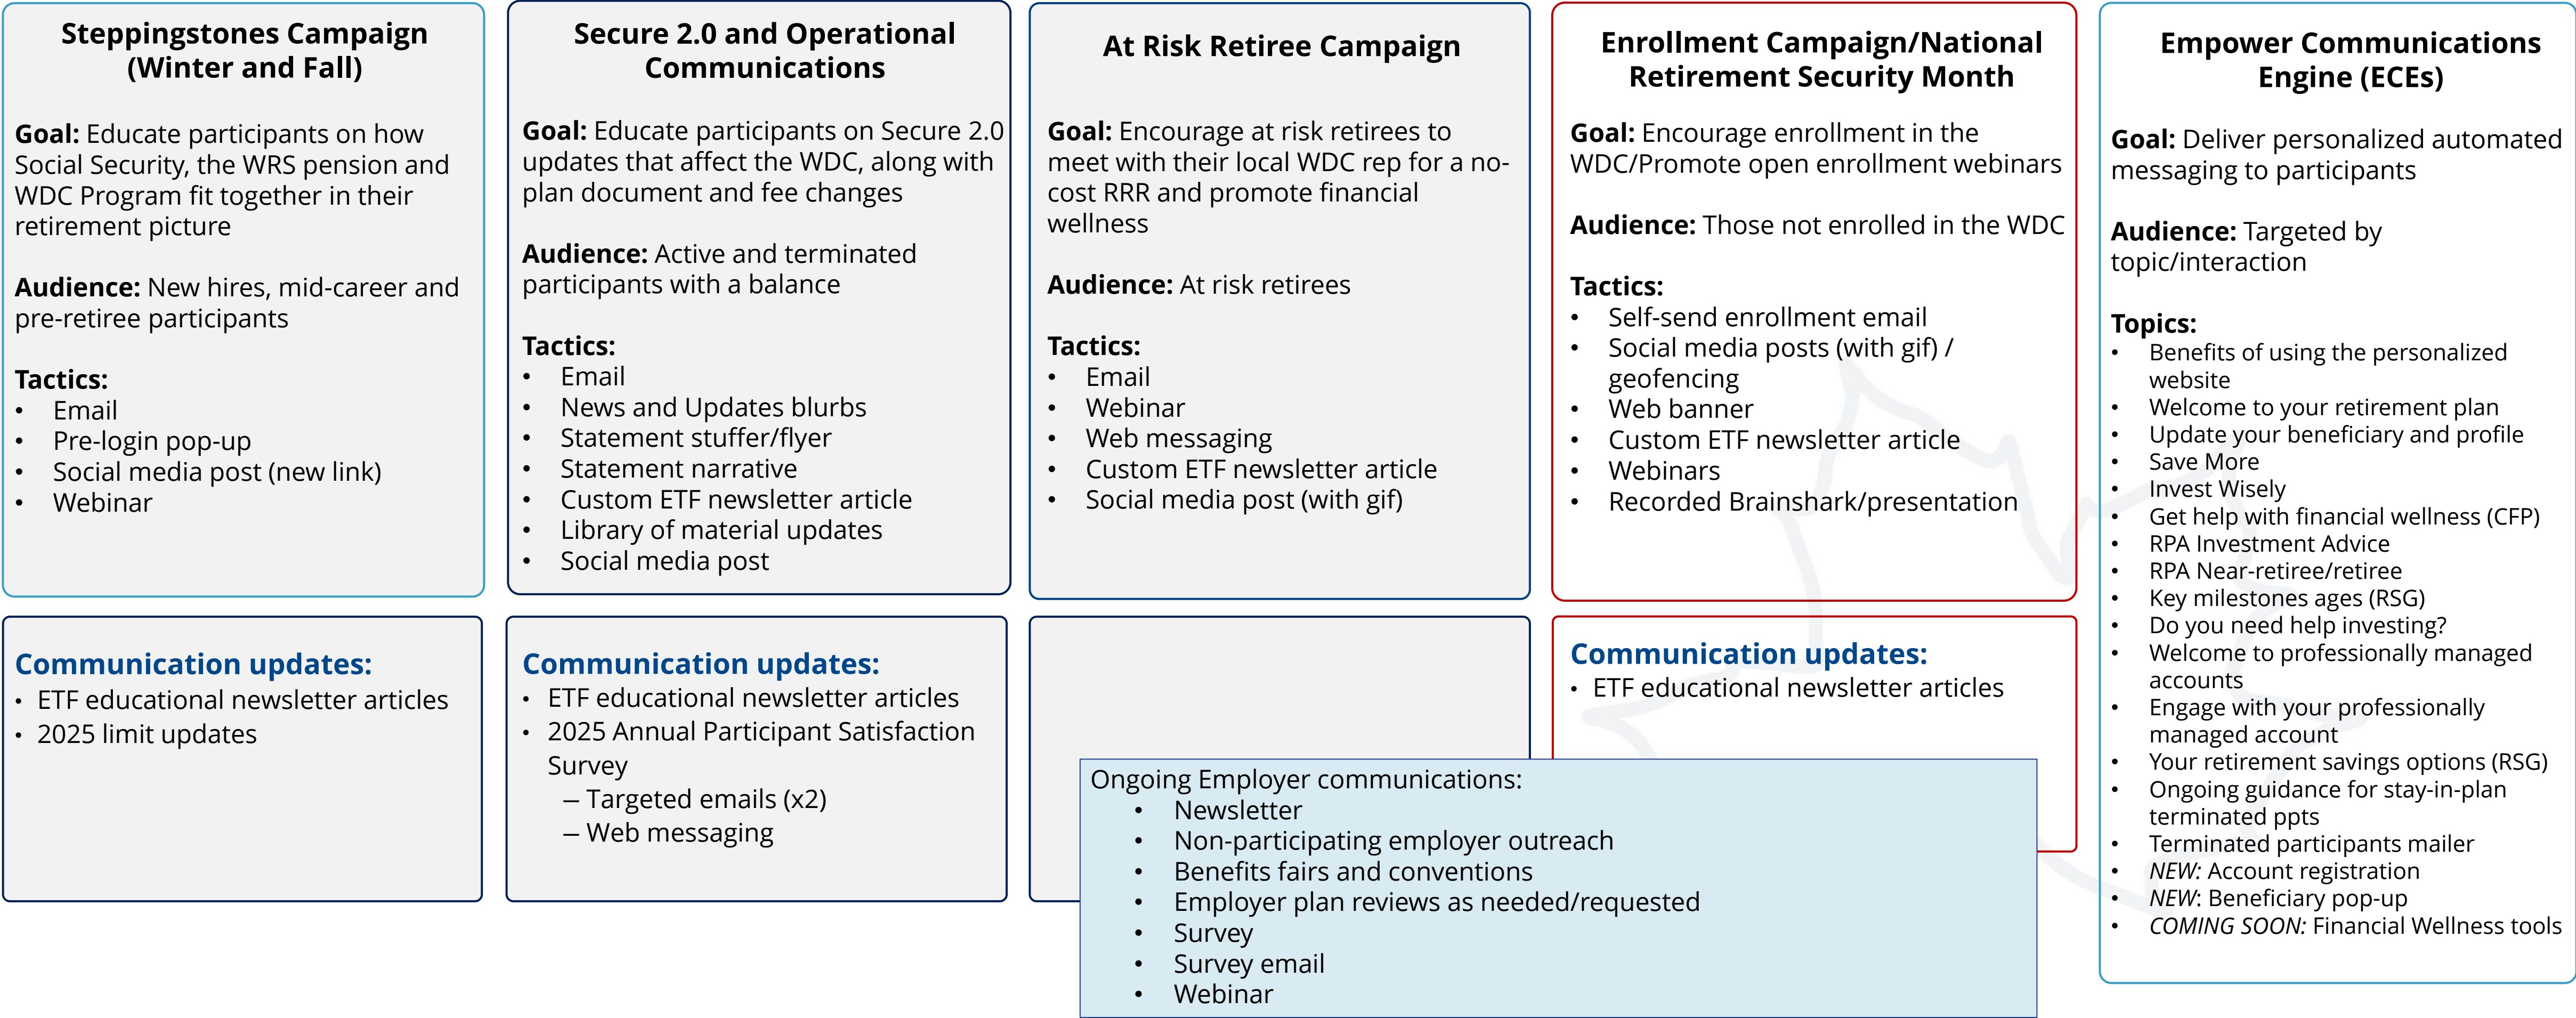 Steppingstones Campaign
(Winter and Fall)
Goal: Educate participants on how
Social Security, the WRS pension and
WDC Program fit together in their
retirement picture
Audience: New hires, mid-career and
pre-retiree participants
Tactics:
• Email
• Pre-login pop-up
• Social media post (new link)
• Webinar
Communication updates:
• ETF educational newsletter articles
• 2025 limit updates
Secure 2.0 and Operational
Communications
Goal: Educate participants on Secure 2.0
updates that affect the WDC, along with
plan document and fee changes
Audience: Active and terminated
participants with a balance
Tactics:
• Email
• News and Updates blurbs
• Statement stuffer/flyer
• Statement narrative
• Custom ETF newsletter article
• Library of material updates
• Social media post
Communication updates:
• ETF educational newsletter articles
• 2025 Annual Participant Satisfaction
Survey
– Targeted emails (x2)
– Web messaging
At Risk Retiree Campaign
Goal: Encourage at risk retirees to
meet with their local WDC rep for a no-
cost RRR and promote financial
wellness
Audience: At risk retirees
Tactics:
• Email
• Webinar
• Web messaging
• Custom ETF newsletter article
• Social media post (with gif)
Enrollment Campaign/National
Retirement Security Month
Goal: Encourage enrollment in the
WDC/Promote open enrollment webinars
Audience: Those not enrolled in the WDC
Tactics:
• Self-send enrollment email
• Social media posts (with gif) /
geofencing
• Web banner
• Custom ETF newsletter article
• Webinars
• Recorded Brainshark/presentation
Communication updates:
• ETF educational newsletter articles
Ongoing Employer communications:
• Newsletter
• Non-participating employer outreach
• Benefits fairs and conventions
• Employer plan reviews as needed/requested
• Survey
• Survey email
• Webinar
Empower Communications
Engine (ECEs)
Goal: Deliver personalized automated
messaging to participants
Audience: Targeted by
topic/interaction
Topics:
• Benefits of using the personalized
website
• Welcome to your retirement plan
• Update your beneficiary and profile
• Save More
• Invest Wisely
• Get help with financial wellness (CFP)
• RPA Investment Advice
• RPA Near-retiree/retiree
• Key milestones ages (RSG)
• Do you need help investing?
• Welcome to professionally managed
accounts
• Engage with your professionally
managed account
• Your retirement savings options (RSG)
• Ongoing guidance for stay-in-plan
terminated ppts
• Terminated participants mailer
• NEW: Account registration
• NEW: Beneficiary pop-up
• COMING SOON: Financial Wellness tools